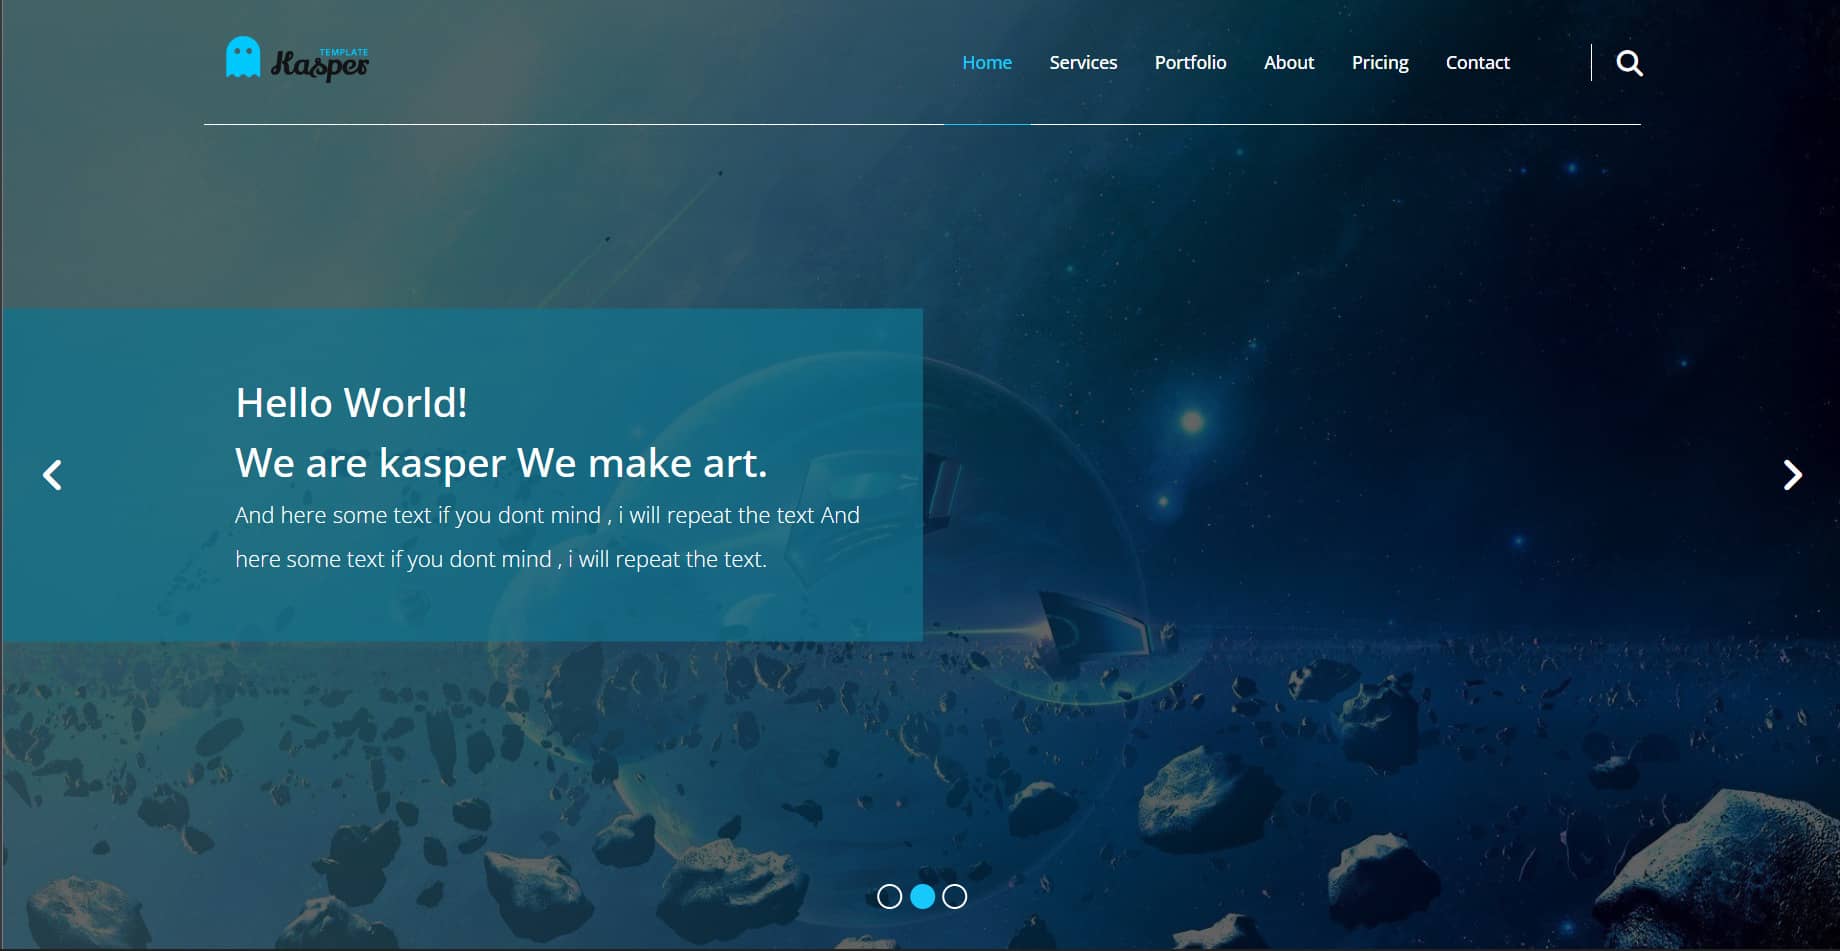 TEMPLATE
Kasper
Home Services Portfolio About Pricing Contact
Hello World!
We are kasper We make art.
And here some text if you dont mind , i will repeat the text And
here some text if you dont mind , i will repeat the text.